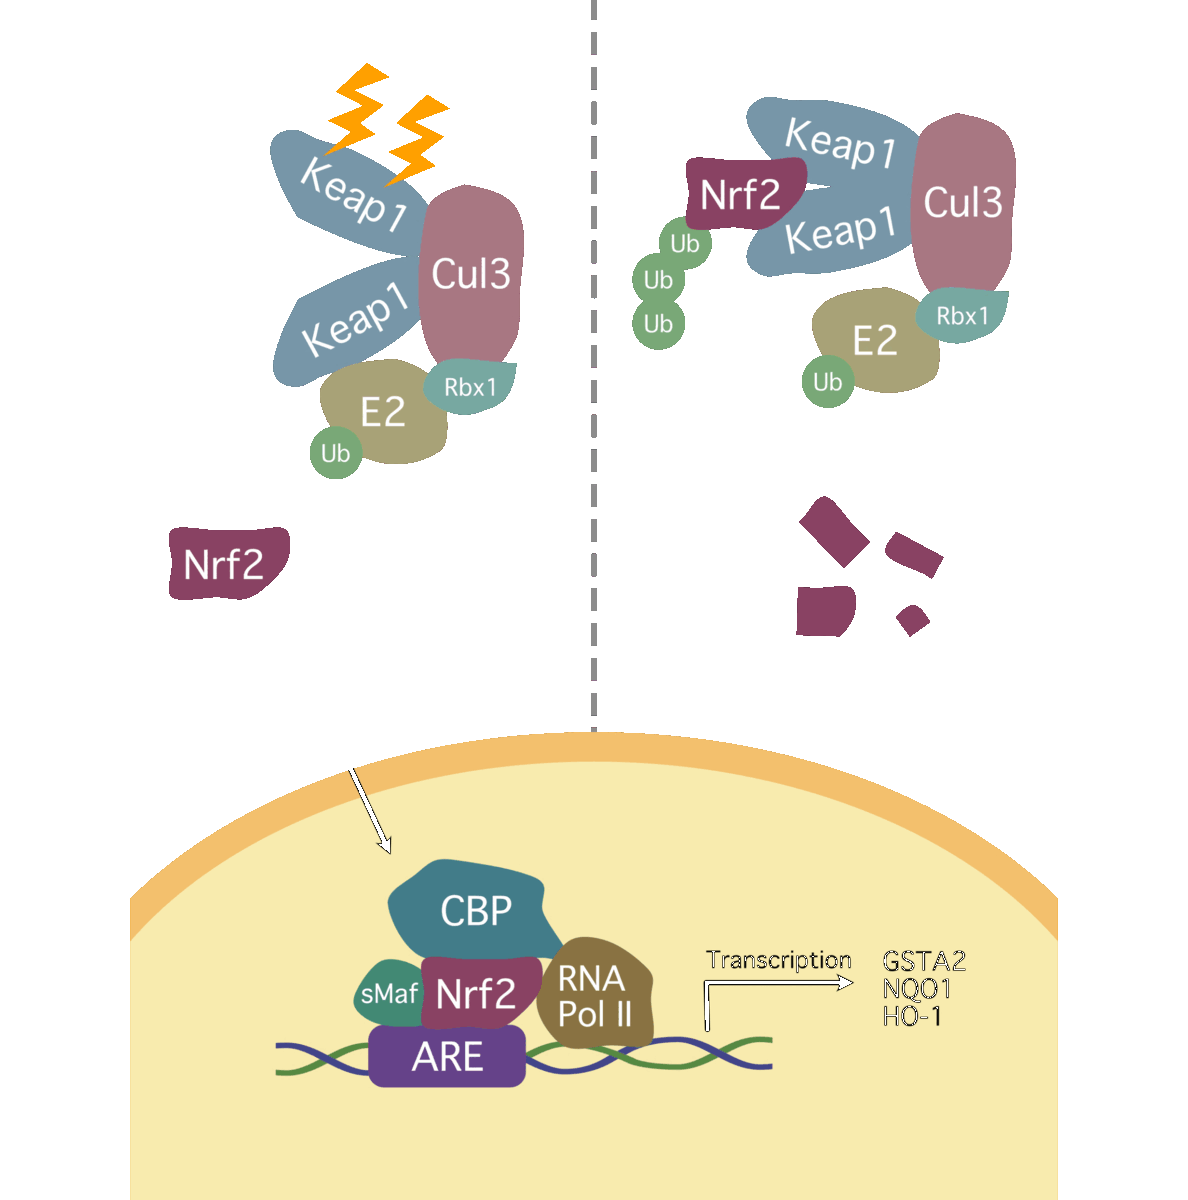 Keap1
Keap1
Cul3
Rbx1
E2
Ub
Nrf2
Keap1
Nrf2
Keap1
Cul3
Ub
Ub
Ub
Rbx1
E2
Ub
CBP
sMaf
Nrf2
RNA
Pol II
ARE
Transcription
GSTA2
NQO1
HO-1